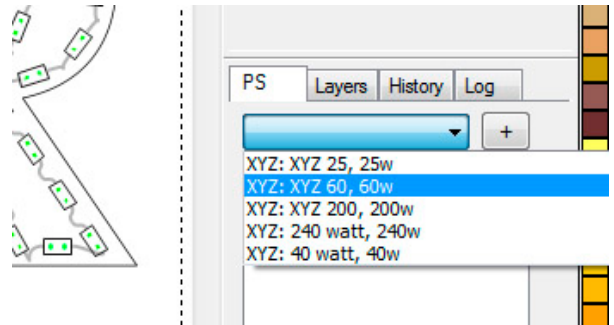 PS Layers History Log
+
XYZ: XYZ 25, 25w
XYZ: XYZ 60, 60w
XYZ: XYZ 200, 200w
XYZ: 240 watt, 240w
XYZ: 40 watt, 40w